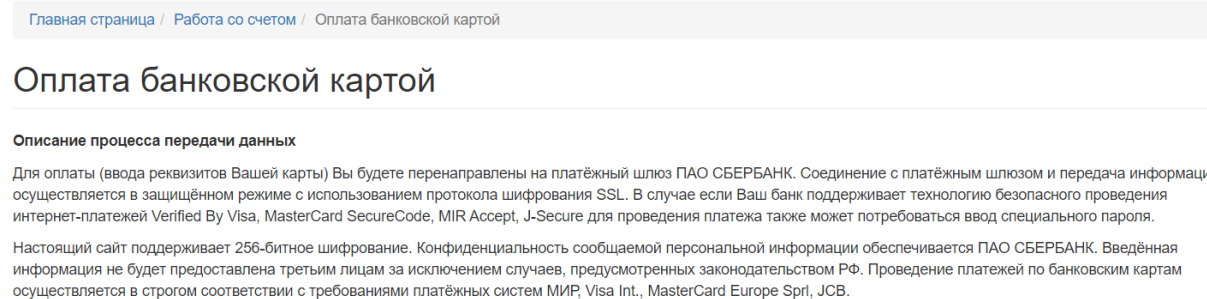 Главная страница / Работа со счетом / Оплата банковской картой
Оплата банковской картой
Описание процесса передачи данных
Для оплаты (ввода реквизитов Вашей карты) Вы будете перенаправлены на платёжный шлюз ПАО СБЕРБАНК. Соединение с платёжным шлюзом и передача информаци
осуществляется в защищённом режиме с использованием протокола шифрования SSL. В случае если Ваш банк поддерживает технологию безопасного проведения
интернет-платежей Verified By Visa, MasterCard SecureCode, MIR Accept, J-Secure для проведения платежа также может потребоваться ввод специального пароля.
Настоящий сайт поддерживает 256-битное шифрование. Конфиденциальность сообщаемой персональной информации обеспечивается ПАО СБЕРБАНК. Введённая
информация не будет предоставлена третьим лицам за исключением случаев, предусмотренных законодательством РФ. Проведение платежей по банковским картам
осуществляется в строгом соответствии с требованиями платёжных систем МИР, Visa Int., MasterCard Europe Sprl, JCB.